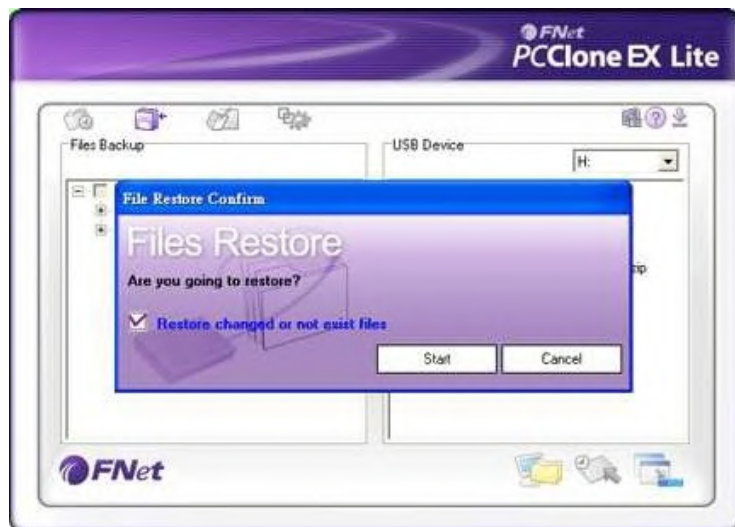 FNet
PCClone EX Lite
Files Backup
USB Device
H:
File Restore Confirm
Files Restore
Are you going to restore?
zip
Restore changed or not exist files
Start
Cancel
FNet